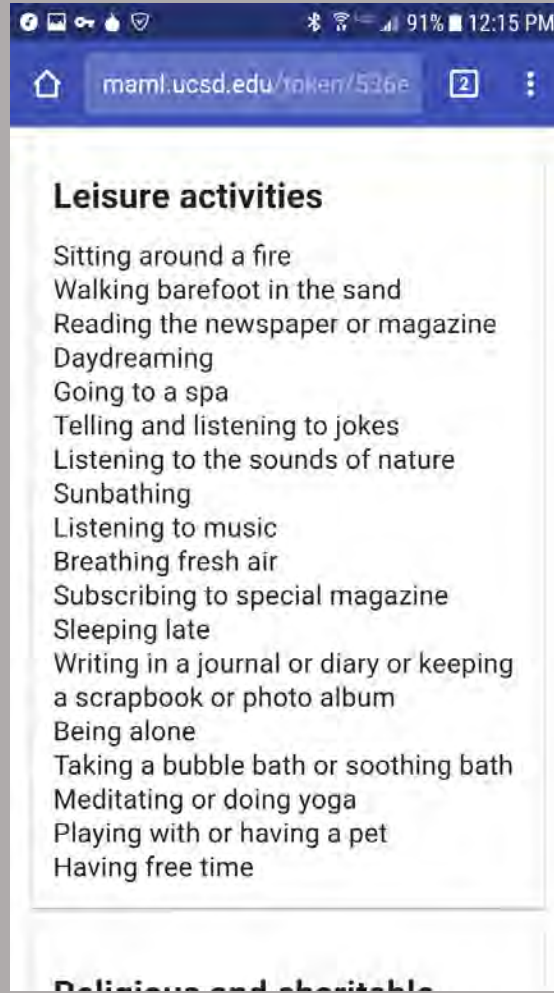 91% 12:15 PM
maml.ucsd.edu/token/526e 2
Leisure activities
Sitting around a fire
Walking barefoot in the sand
Reading the newspaper or magazine
Daydreaming
Going to a spa
Telling and listening to jokes
Listening to the sounds of nature
Sunbathing
Listening to music
Breathing fresh air
Subscribing to special magazine
Sleeping late
Writing in a journal or diary or keeping
a scrapbook or photo album
Being alone
Taking a bubble bath or soothing bath
Meditating or doing yoga
Playing with or having a pet
Having free time
Religious and charitable